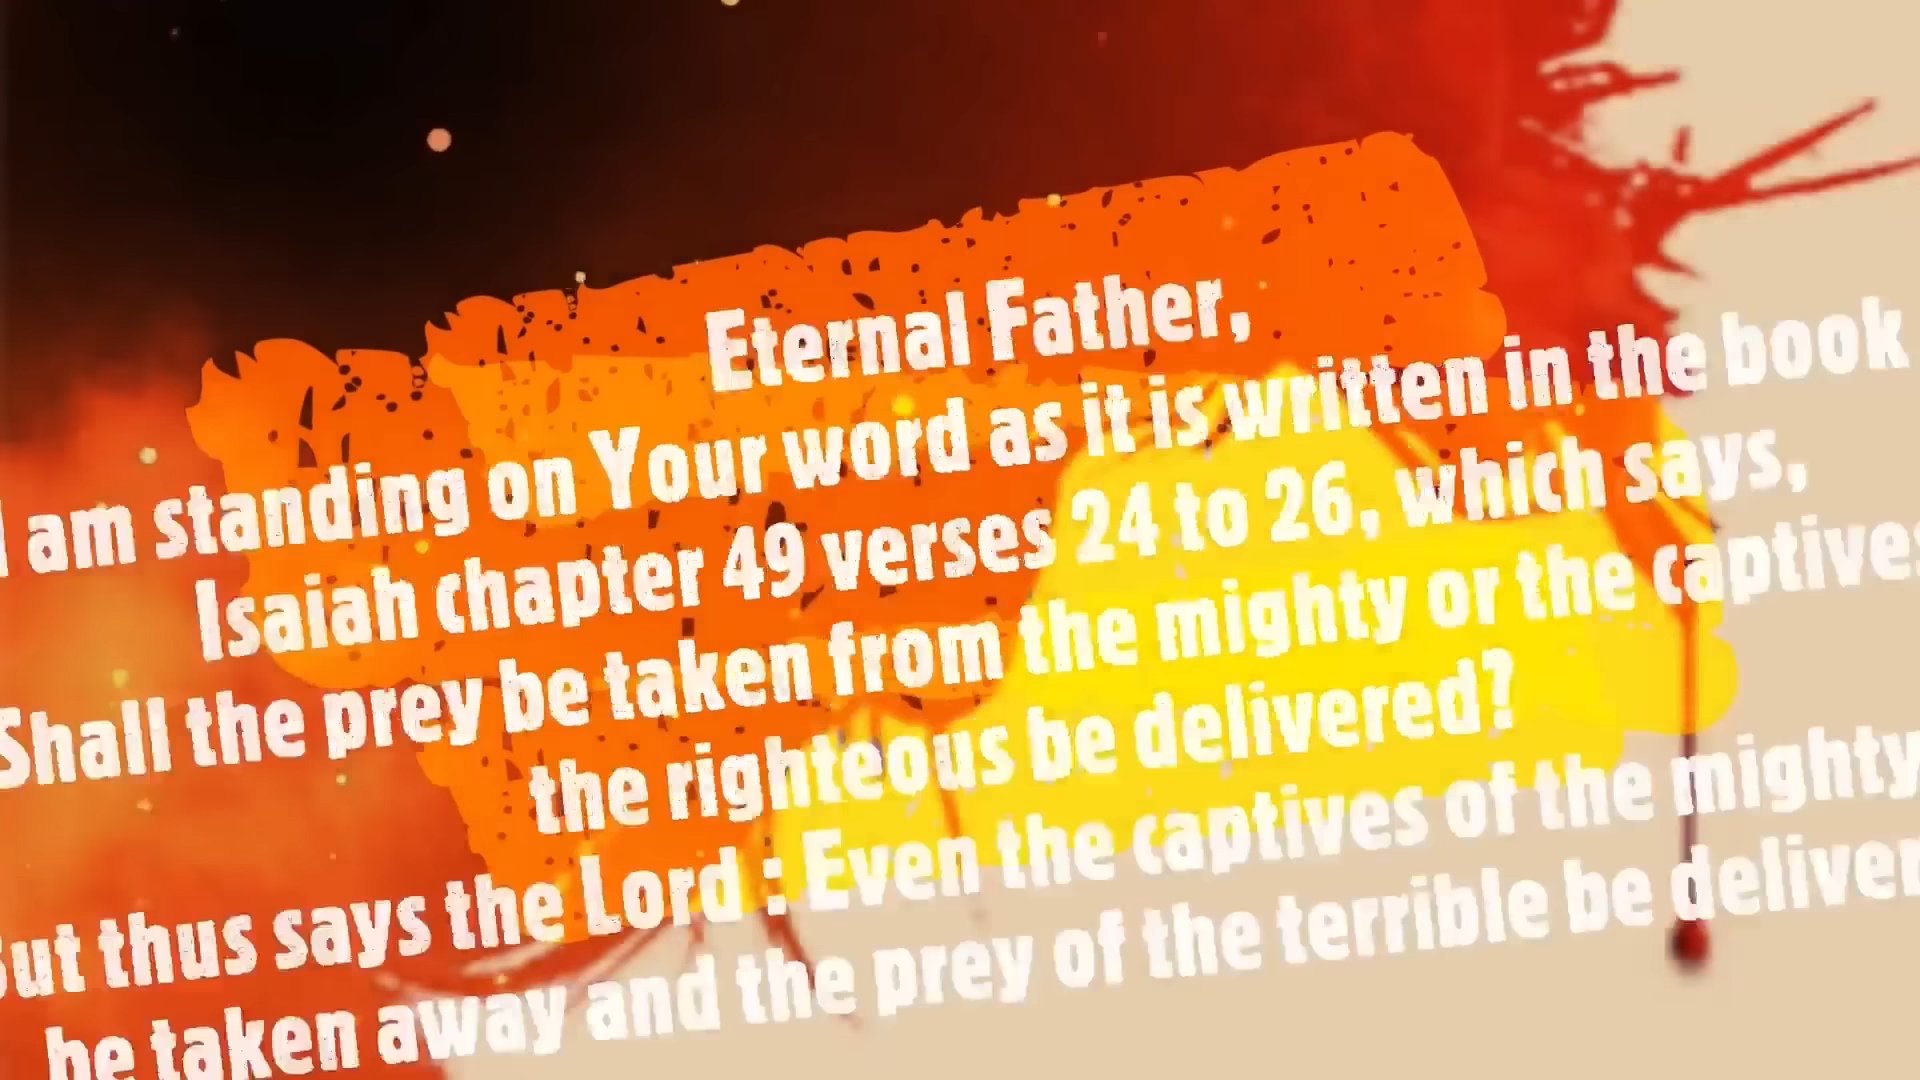 Eternal Father,
I am standing on Your word as it is written in the book
Isaiah chapter 49 verses 24 to 26, which says,
Shall the prey be taken from the mighty or the captives
the righteous be delivered?
But thus says the Lord : Even the captives of the mighty
be taken away and the prey of the terrible be deliver